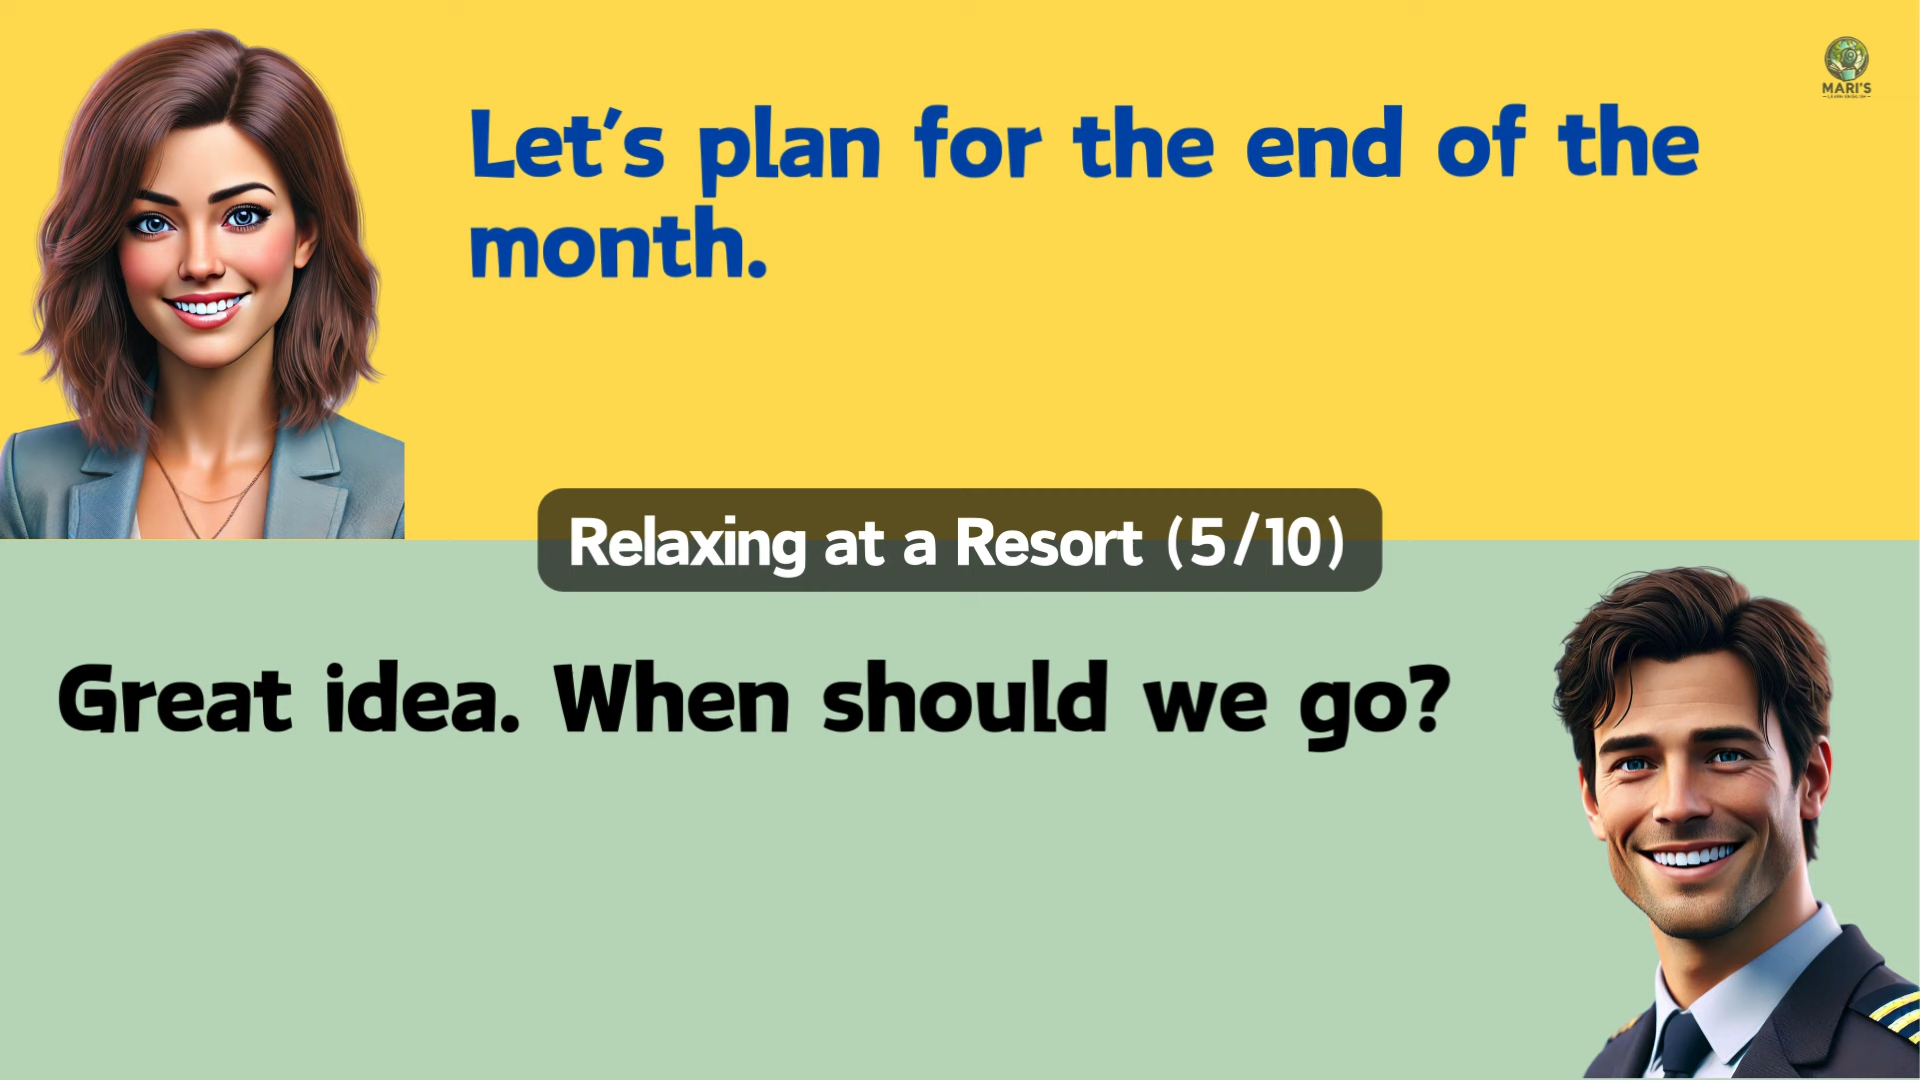 MARI'S
Let's plan for the end of the
month.
Relaxing at a Resort (5/10)
Great idea. When should we go?